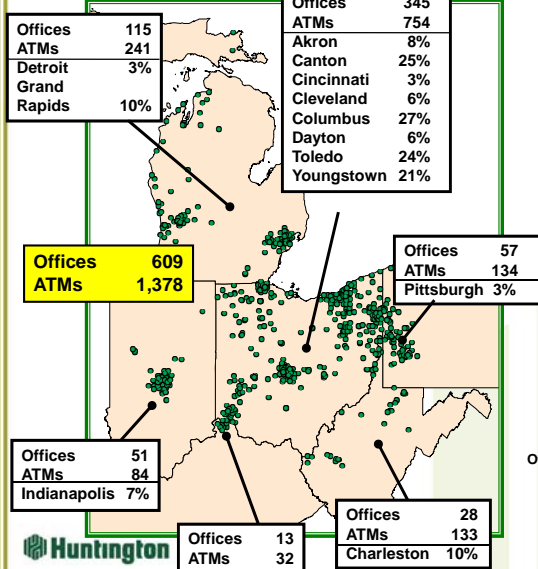 Offices 115
ATMs 241
Detroit 3%
Grand
Rapids 10%
Offices 345
ATMs 754
Akron 8%
Canton 25%
Cincinnati 3%
Cleveland 6%
Columbus 27%
Dayton 6%
Toledo 24%
Youngstown 21%
Offices 609
ATMs 1,378
Offices 57
ATMs 134
Pittsburgh 3%
Offices 51
ATMs 84
Indianapolis 7%
Offices 13
ATMs 32
Offices 28
ATMs 133
Charleston 10%
Huntington
O